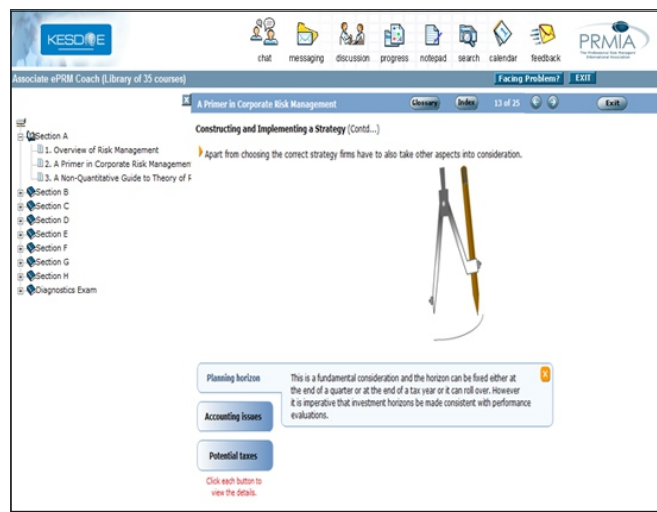 KESDEE
chat messaging discussion progress notepad search calendar feedback
PRMIA
Associate ePRM Coach (Library of 35 courses) Facing Problem? EXIT
X A Primer in Corporate Risk Management Glossary Index 13 of 25 Exit
Section A
1. Overview of Risk Management
2. A Primer in Corporate Risk Management
3. A Non-Quantitative Guide to Theory of
Section B
Section C
Section D
Section E
Section F
Section G
Section H
Diagnostics Exam
Constructing and Implementing a Strategy (Contd...)
Apart from choosing the correct strategy firms have to also take other aspects into consideration.
Planning horizon
This is a fundamental consideration and the horizon can be fixed either at
the end of a quarter or at the end of a tax year or it can roll over. However
it is imperative that investment horizons be made consistent with performance
evaluations.
X
Accounting issues
Potential taxes
Click each button to
view the details.